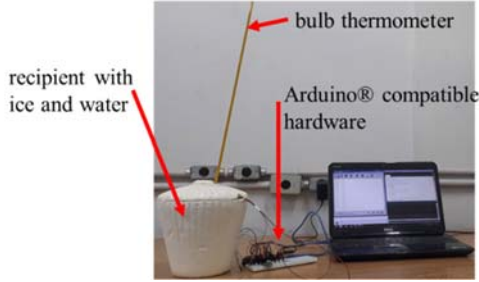 bulb thermometer
recipient with
ice and water
Arduino® compatible
hardware